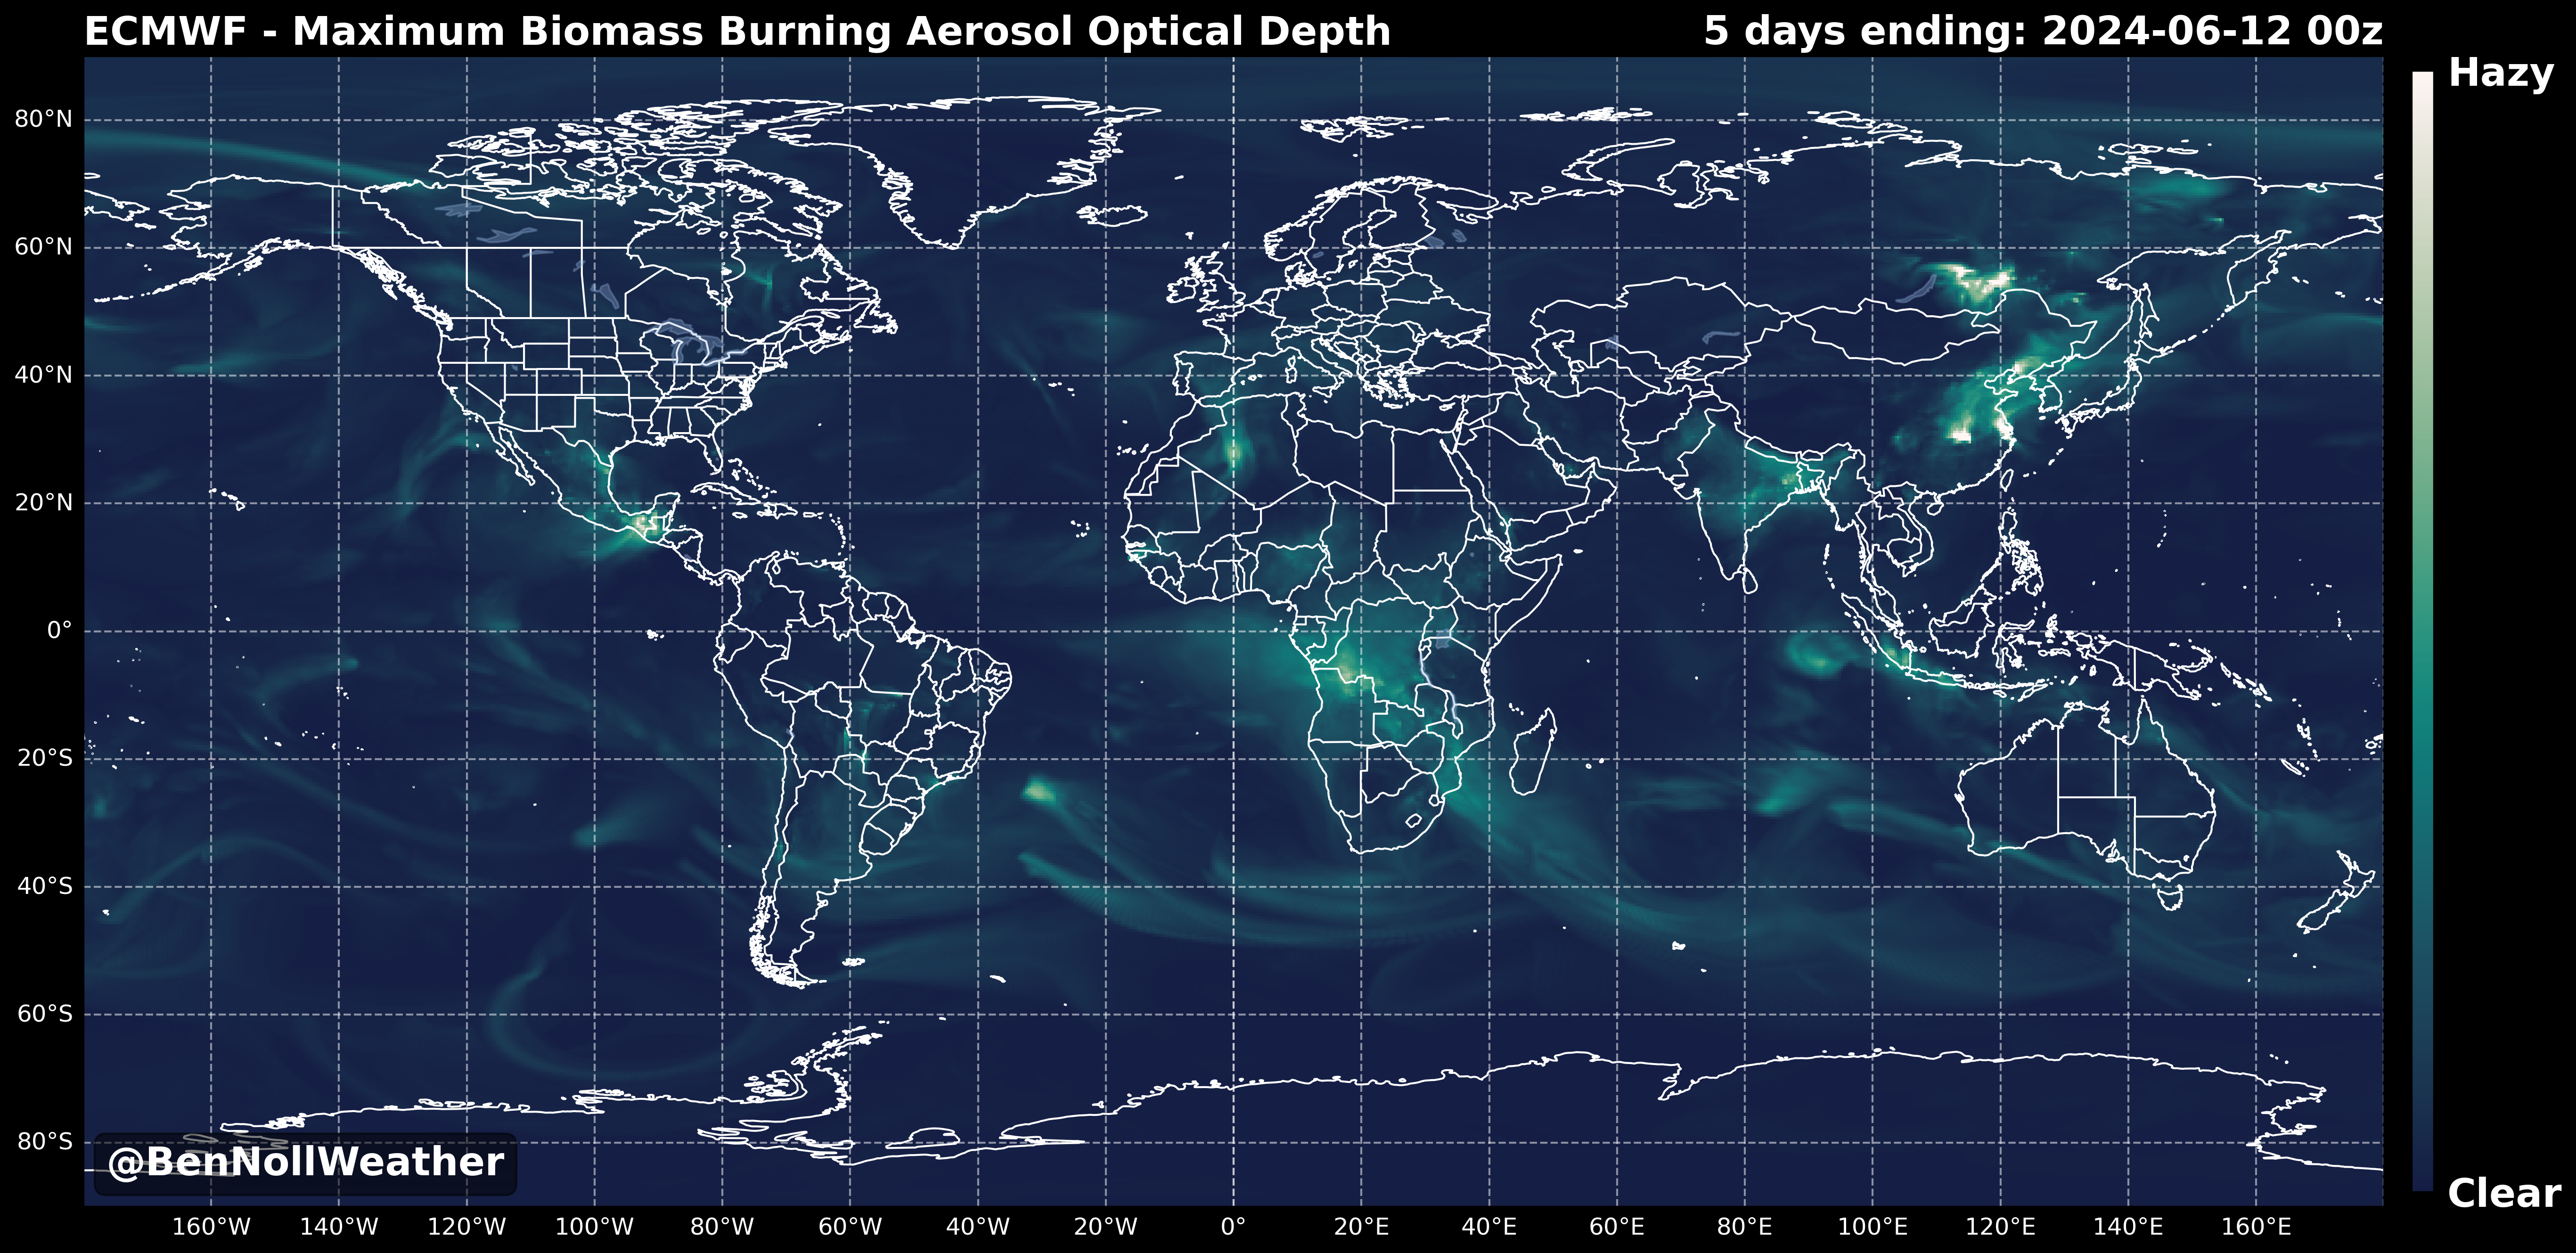 ECMWF - Maximum Biomass Burning Aerosol Optical Depth
5 days ending: 2024-06-12 00z
Hazy
80°N
60°N
40°N
20°N
0°
20°S
40°S
60°S
80°S
@BenNollWeather
Clear
160°W 140°W 120°W 100°W 80°W 60°W 40°W 20°W 0° 20°E 40°E 60°E 80°E 100°E 120°E 140°E 160°E